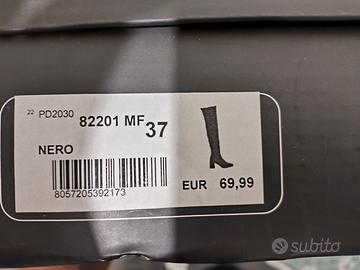 22 PD2030
82201 MF 37
NERO
8057205392173
EUR 69,99
subito